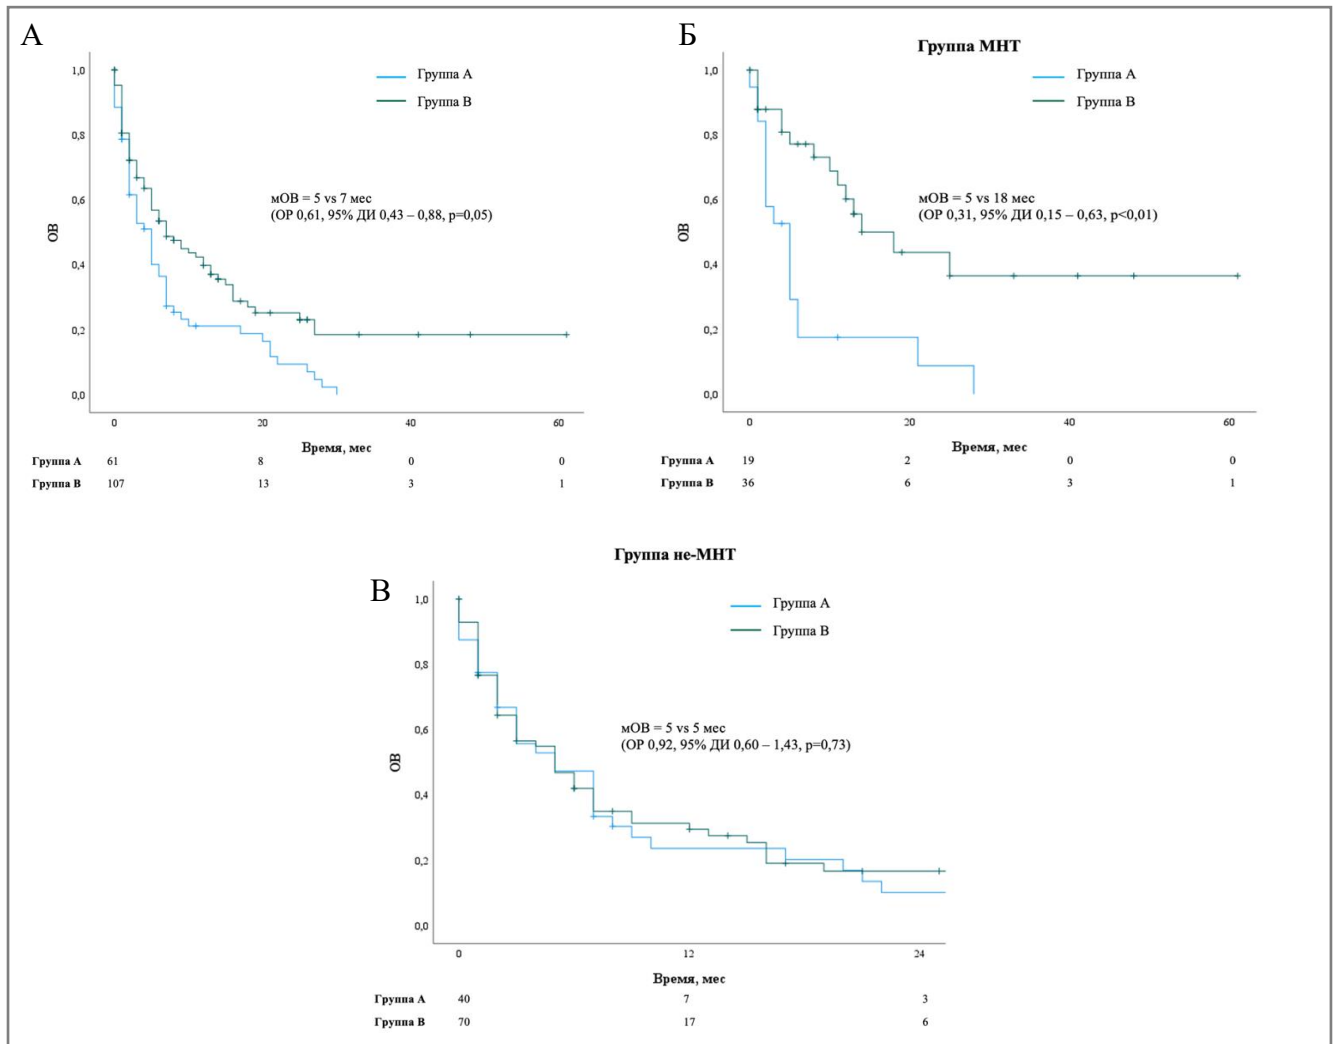 А
Группа А
Группа В
мОВ = 5 vs 7 мес
(ОР 0,61, 95% ДИ 0,43 – 0,88, p=0,05)
ОВ
1,0
0,8
0,6
0,4
0,2
0,0
0 20 40 60
Время, мес
Группа А 61 8 0 0
Группа В 107 13 3 1
Б
Группа МНТ
Группа А
Группа В
мОВ = 5 vs 18 мес
(ОР 0,31, 95% ДИ 0,15 – 0,63, p<0,01)
ОВ
1,0
0,8
0,6
0,4
0,2
0,0
0 20 40 60
Время, мес
Группа А 19 2 0 0
Группа В 36 6 3 1
Группа не-МНТ
В
Группа А
Группа В
мОВ = 5 vs 5 мес
(ОР 0,92, 95% ДИ 0,60 – 1,43, p=0,73)
ОВ
1,0
0,8
0,6
0,4
0,2
0,0
0 12 24
Время, мес
Группа А 40 7 3
Группа В 70 17 6